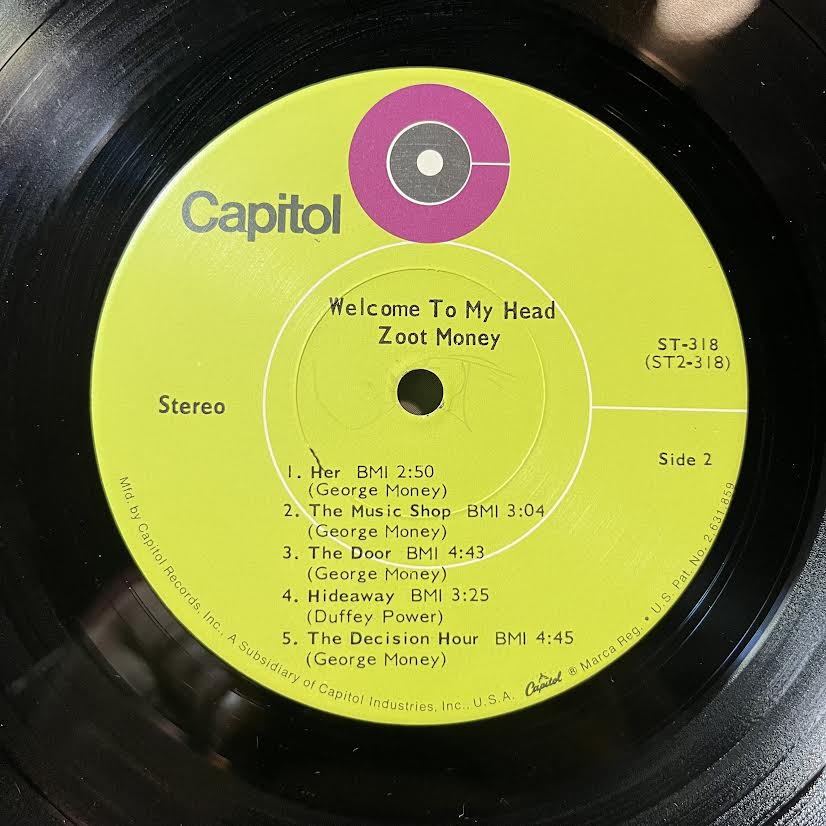 Capitol
Welcome To My Head
Zoot Money
ST-318
(ST2-318)
Stereo
Side 2
1. Her BMI 2:50
(George Money)
2. The Music Shop BMI 3:04
(George Money)
3. The Door BMI 4:43
(George Money)
4. Hideaway BMI 3:25
(Duffey Power)
5. The Decision Hour BMI 4:45
(George Money)
Mfd. by Capitol Records, Inc., A Subsidiary of Capitol Industries, Inc., U.S.A. Capitol ® Marca Reg. • U.S. Pat. No. 2,631,859